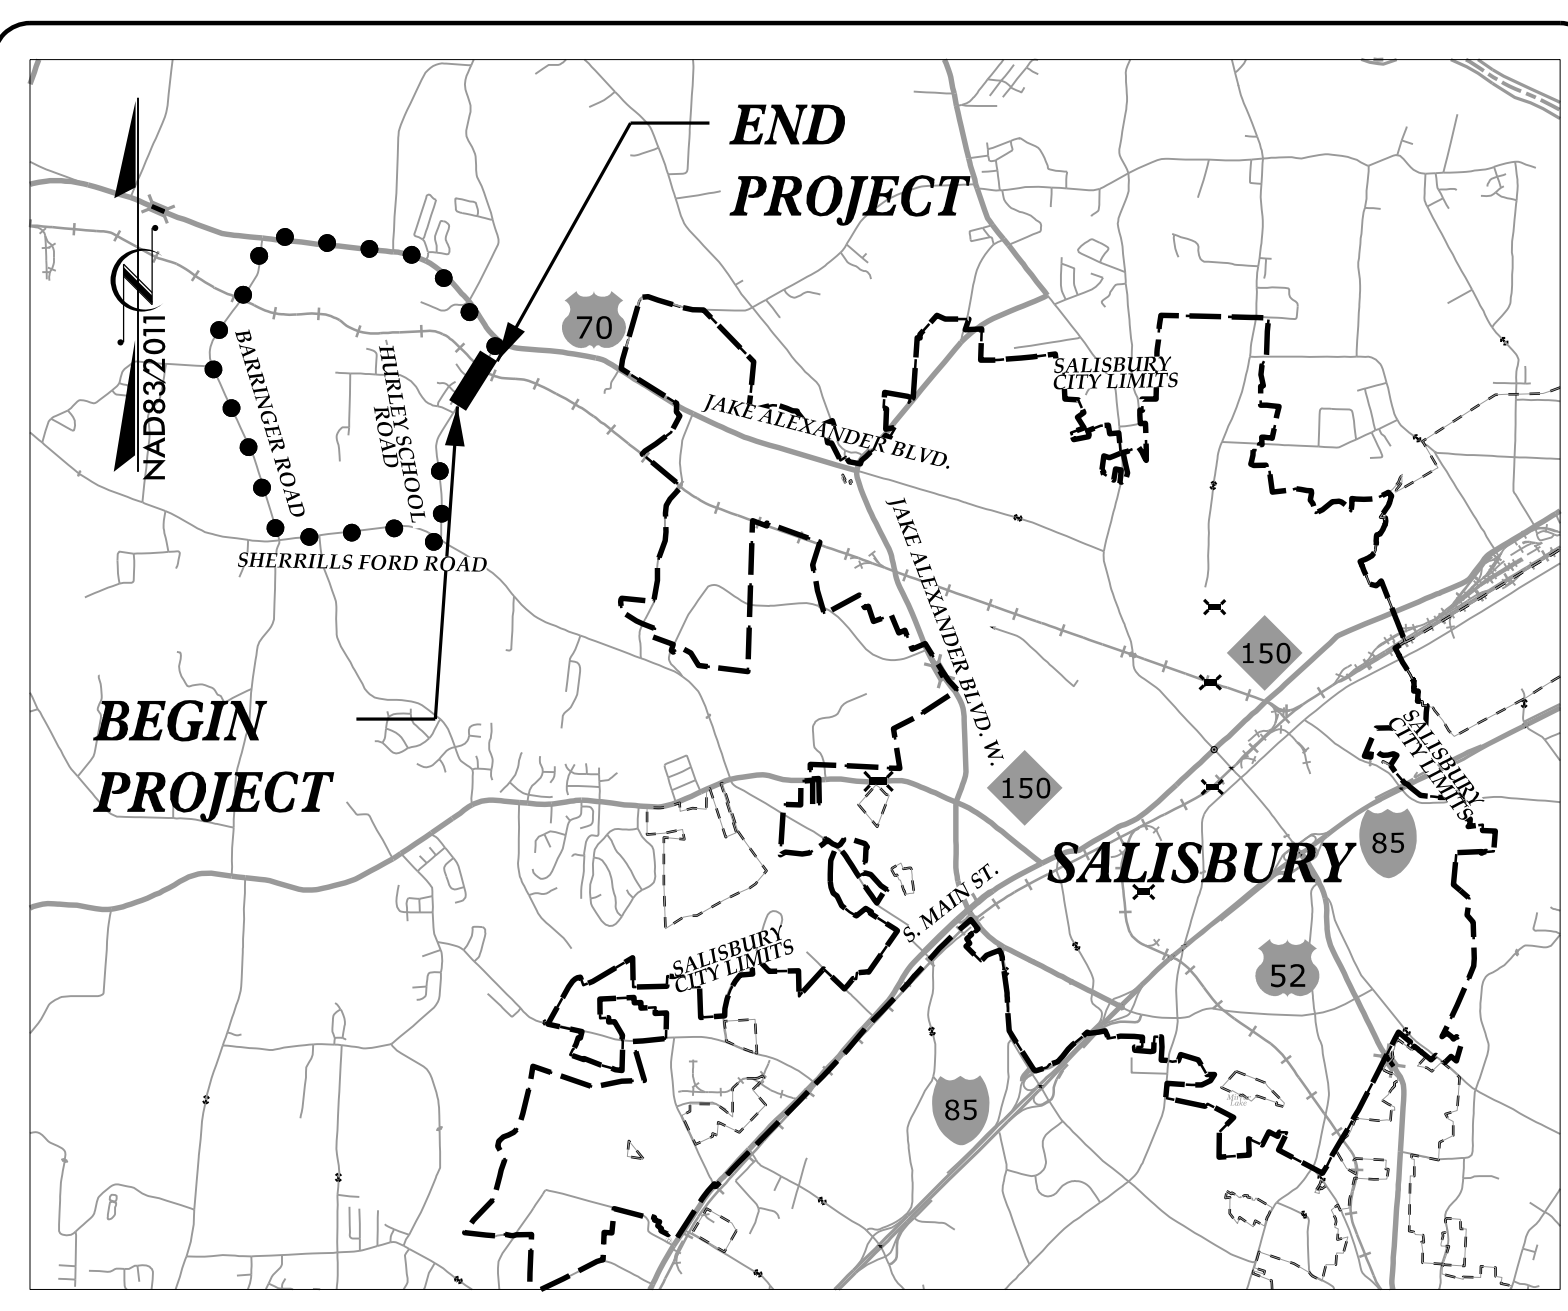 END
PROJECT
70
NAD83/2011
BARRINGER ROAD
HURLEY SCHOOL
ROAD
SALISBURY
CITY LIMITS
JAKE ALEXANDER BLVD.
JAKE ALEXANDER BLVD. W.
SHERRILLS FORD ROAD
150
BEGIN
PROJECT
SALISBURY
CITY LIMITS
150
85
SALISBURY
S. MAIN ST.
SALISBURY
CITY LIMITS
52
85
Lake